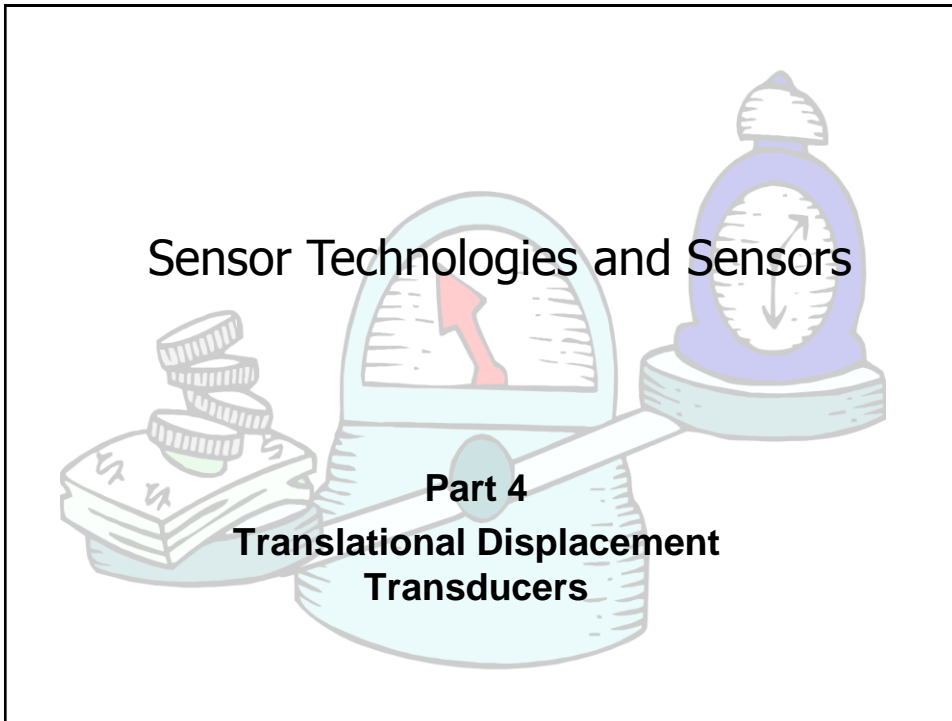 Sensor Technologies and Sensors
Part 4
Translational Displacement
Transducers